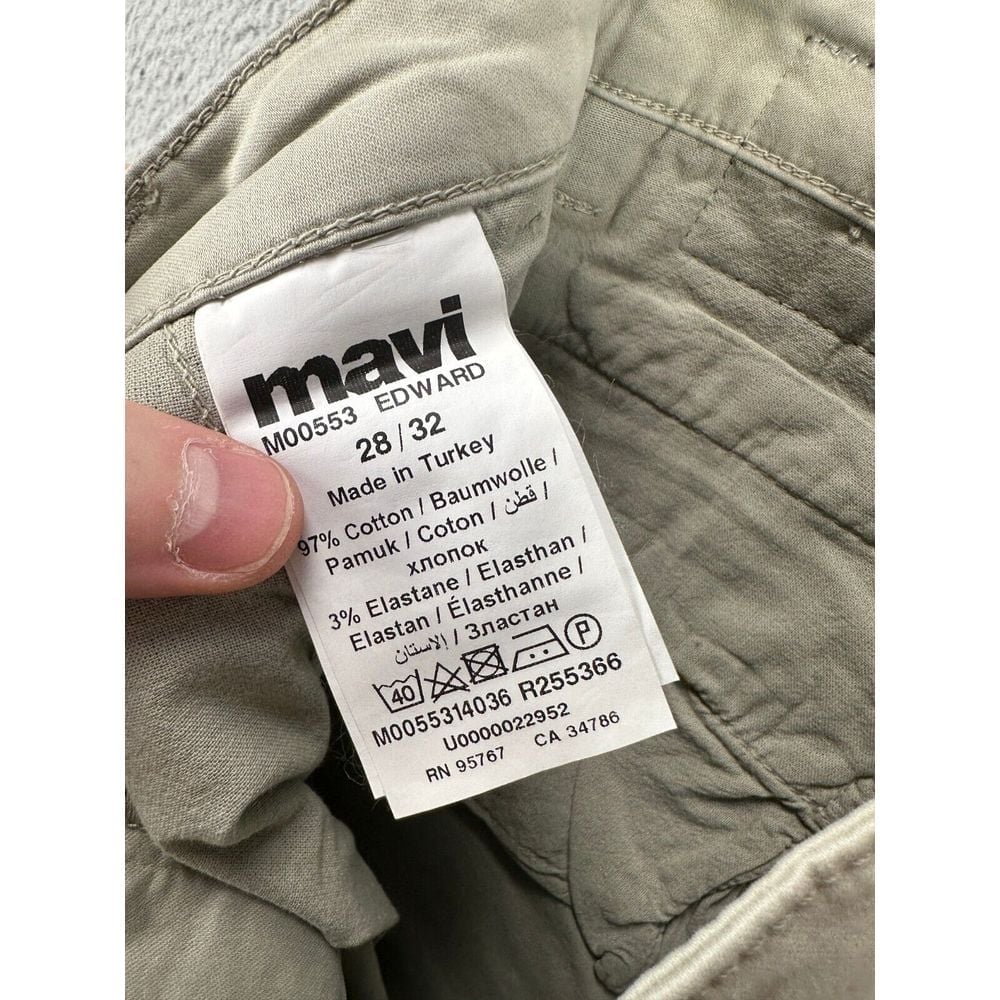 mavi
M00553 EDWARD
28 / 32
Made in Turkey
97% Cotton / Baumwolle /
Pamuk / Coton / قطن /
хлопок
3% Elastane / Elasthan /
Elastan / Élasthanne /
إلاستان / Эластан
40 P
M0055314036 R255366
U0000022952
RN 95767 CA 34786